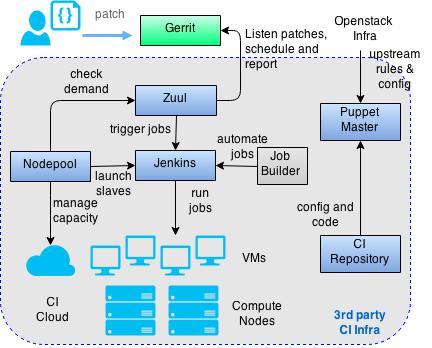 {}
patch
Gerrit
Listen patches,
schedule and
report
Openstack
Infra
upstream
rules &
config
check
demand
Zuul
trigger jobs
Puppet
Master
automate
jobs
Nodepool
launch
slaves
Jenkins
Job
Builder
manage
capacity
run
jobs
config and
code
CI
Repository
VMs
CI
Cloud
Compute
Nodes
3rd party
CI Infra